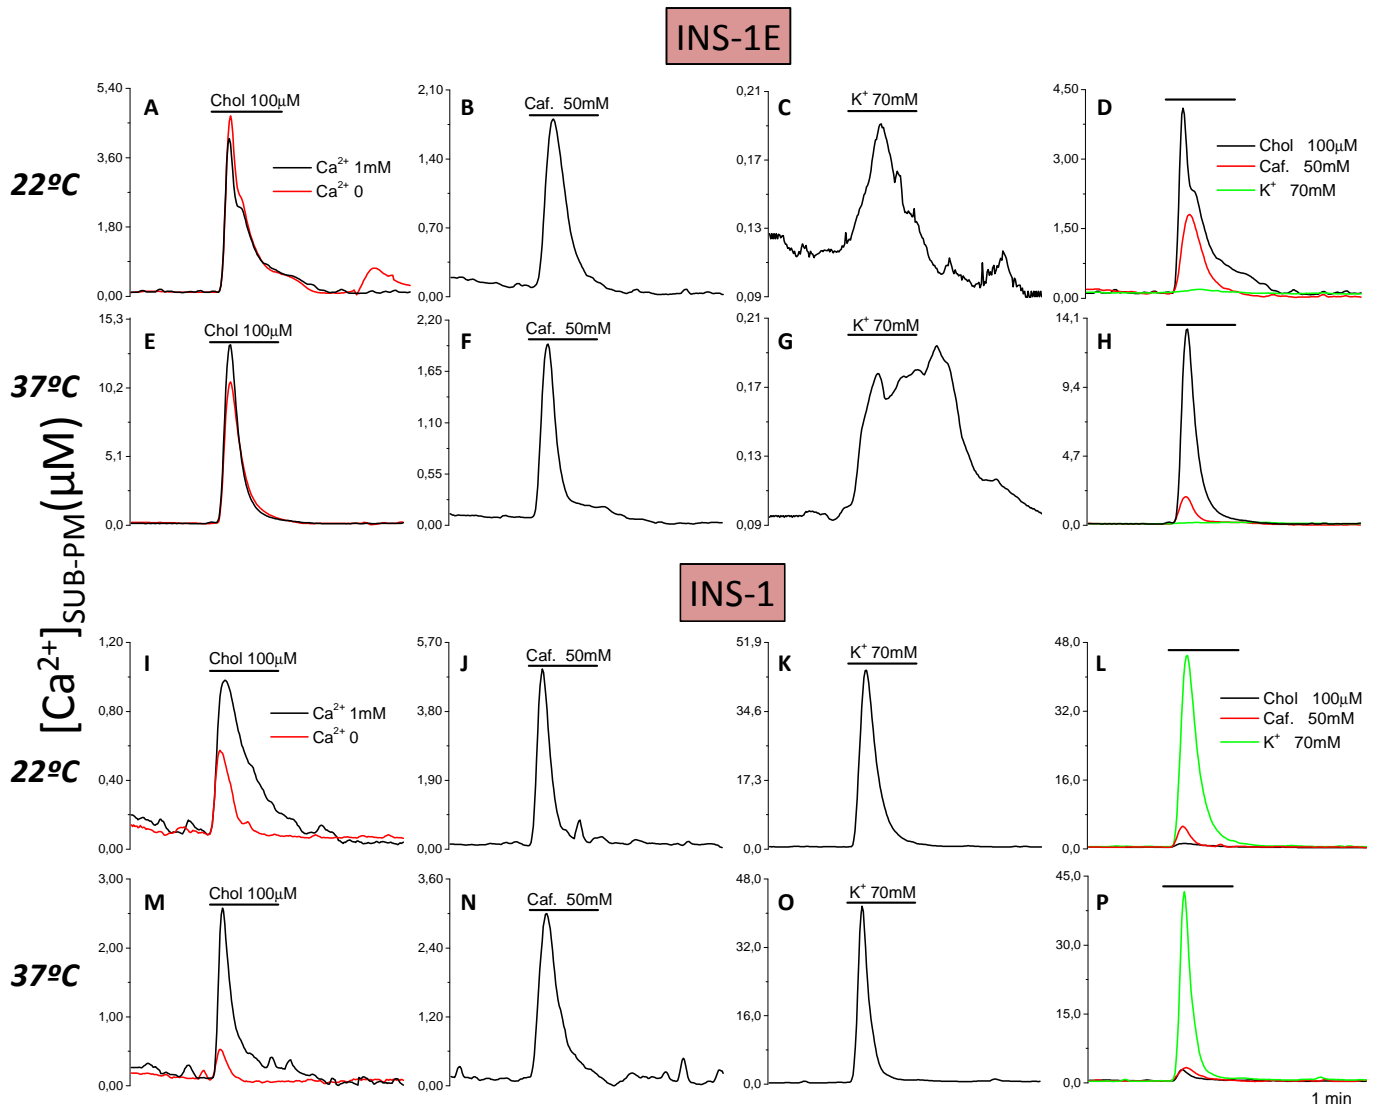 INS-1E
[Ca²⁺]SUB-PM(µM)
22ºC
A
Chol 100µM
Ca²⁺ 1mM
Ca²⁺ 0
5,40
3,60
1,80
0,00
B
Caf. 50mM
2,10
1,40
0,70
0,00
C
K⁺ 70mM
0,21
0,17
0,13
0,09
D
Chol 100µM
Caf. 50mM
K⁺ 70mM
4,50
3,00
1,50
0,00
37ºC
E
Chol 100µM
15,3
10,2
5,1
0,0
F
Caf. 50mM
2,20
1,65
1,10
0,55
0,00
G
K⁺ 70mM
0,21
0,17
0,13
0,09
H
14,1
9,4
4,7
0,0
INS-1
22ºC
I
Chol 100µM
Ca²⁺ 1mM
Ca²⁺ 0
1,20
0,80
0,40
0,00
J
Caf. 50mM
5,70
3,80
1,90
0,00
K
K⁺ 70mM
51,9
34,6
17,3
0,0
L
Chol 100µM
Caf. 50mM
K⁺ 70mM
48,0
32,0
16,0
0,0
37ºC
M
Chol 100µM
3,00
2,00
1,00
0,00
N
Caf. 50mM
3,60
2,40
1,20
0,00
O
K⁺ 70mM
48,0
32,0
16,0
0,0
P
45,0
30,0
15,0
0,0
1 min